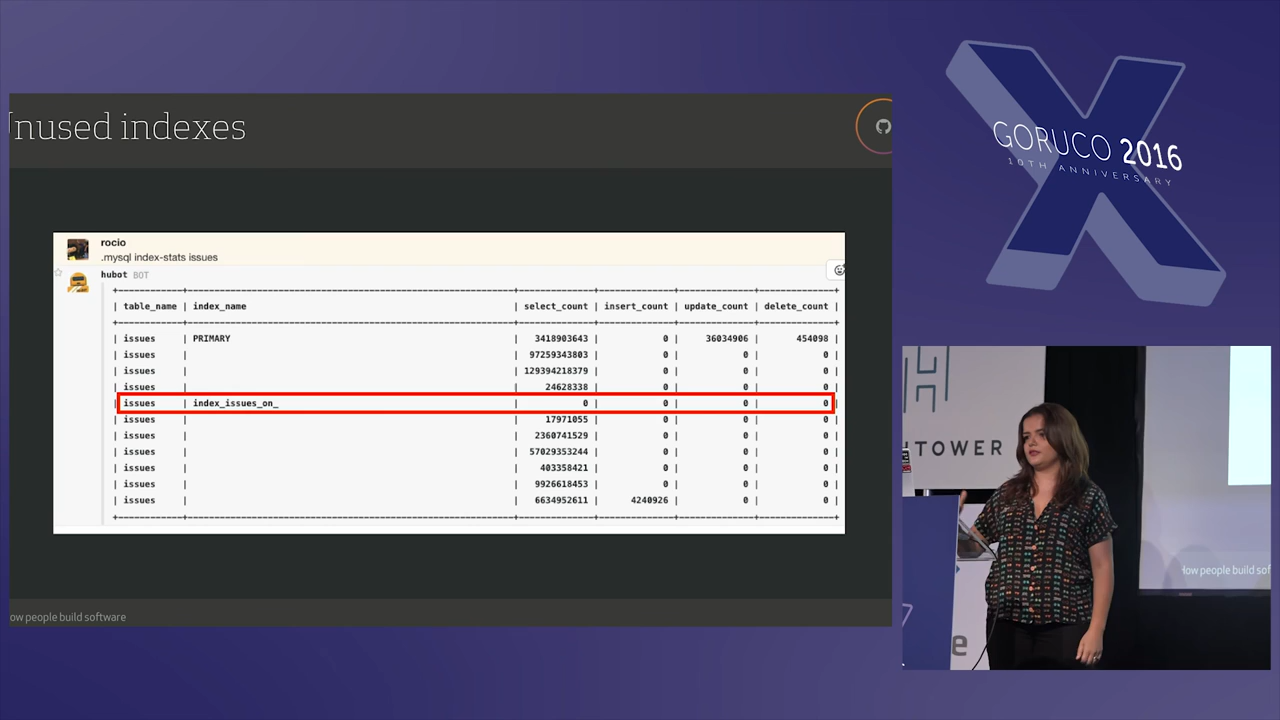 nused indexes
rocio
.mysql index-stats issues
hubot BOT
| table_name | index_name | select_count | insert_count | update_count | delete_count |
| issues | PRIMARY | 3418903643 | 0 | 36034906 | 454098 |
| issues | | 97259343803 | 0 | 0 | 0 |
| issues | | 129394218379 | 0 | 0 | 0 |
| issues | | 24628338 | 0 | 0 | 0 |
| issues | index_issues_on_ | 0 | 0 | 0 | 0 |
| issues | | 17971055 | 0 | 0 | 0 |
| issues | | 2360741529 | 0 | 0 | 0 |
| issues | | 57029353244 | 0 | 0 | 0 |
| issues | | 403358421 | 0 | 0 | 0 |
| issues | | 9926618453 | 0 | 0 | 0 |
| issues | | 6634952611 | 4240926 | 0 | 0 |
ow people build software
GORUCO 2016
10TH ANNIVERSARY
TOWER
How people build sof
e